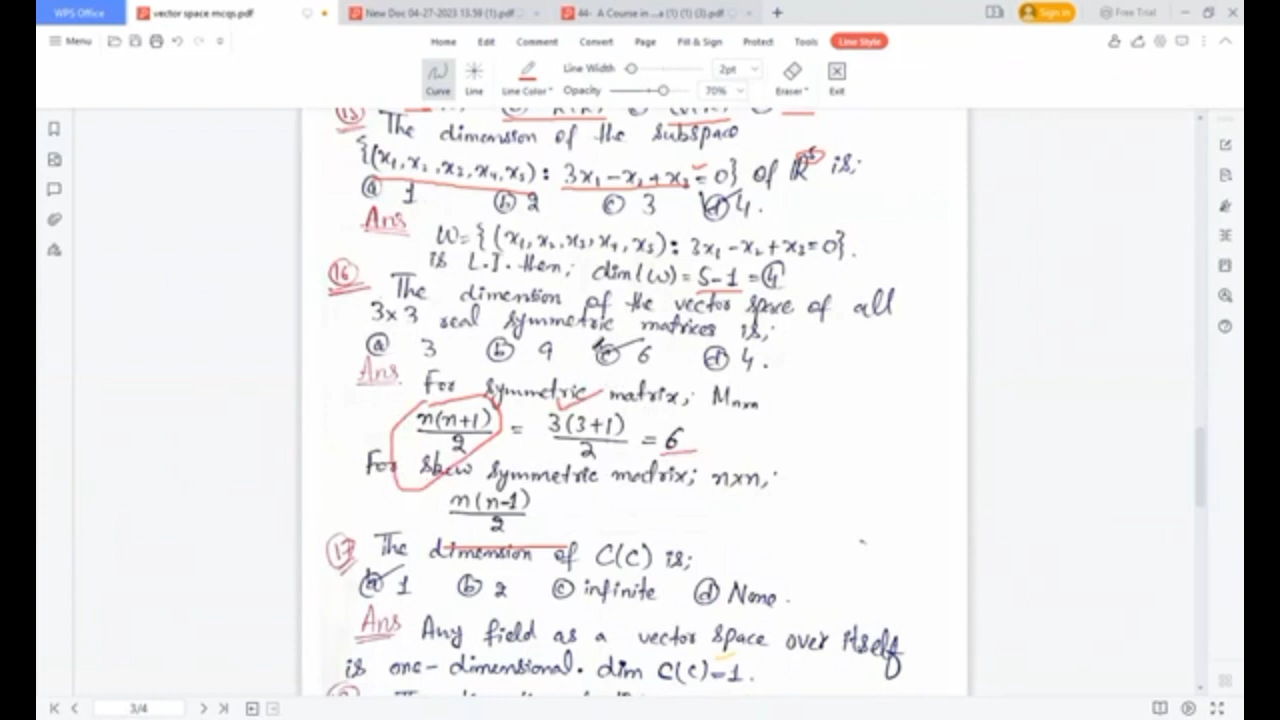 WPS Office
vector space mcqs.pdf
New Doc 04-27-2023 13.59 (1).pdf
44- A Course in ...a (1) (1) (3).pdf
Sign in
Free Trial
Menu
Home Edit Comment Convert Page Fill & Sign Protect Tools Line Style
Curve Line Line Color Line Width 2pt Opacity 70% Eraser Exit
15 The dimension of the subspace
{(x₁, x₂, x₃, x₄, x₅) : 3x₁ - x₂ + x₃ = 0} of R⁵ is;
ⓐ 1 ⓑ 2 ⓒ 3 ⓓ 4.
Ans
W = { (x₁, x₂, x₃, x₄, x₅) : 3x₁ - x₂ + x₃ = 0}.
is L.I. then; dim(W) = 5-1 = 4
16 The dimension of the vector space of all
3×3 real symmetric matrices is;
ⓐ 3 ⓑ 9 ⓒ 6 ⓓ 4.
Ans. For symmetric matrix; Mnxn
n(n+1)/2 = 3(3+1)/2 = 6
For skew symmetric matrix; n×n,
n(n-1)/2
17 The dimension of C(C) is;
ⓐ 1 ⓑ 2 ⓒ infinite ⓓ None.
Ans Any field as a vector space over itself
is one-dimensional. dim C(C)=1.
3/4